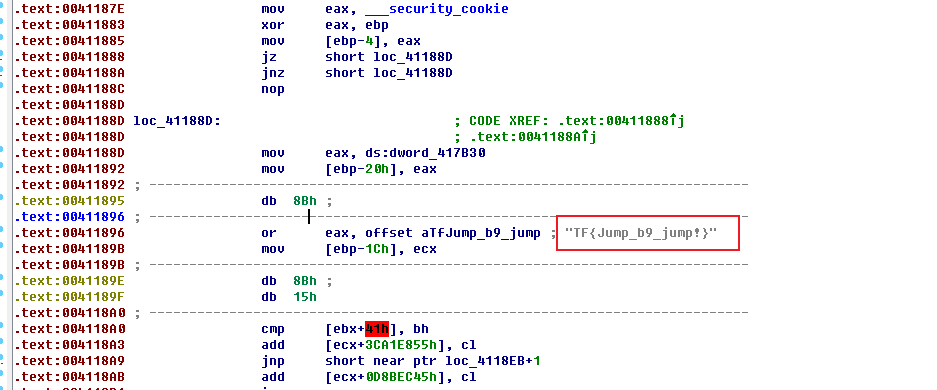 .text:0041187E mov eax, ___security_cookie
.text:00411883 xor eax, ebp
.text:00411885 mov [ebp-4], eax
.text:00411888 jz short loc_41188D
.text:0041188A jnz short loc_41188D
.text:0041188C nop
.text:0041188D
.text:0041188D loc_41188D: ; CODE XREF: .text:00411888↑j
.text:0041188D ; .text:0041188A↑j
.text:0041188D mov eax, ds:dword_417B30
.text:00411892 mov [ebp-20h], eax
.text:00411892 ; ---------------------------------------------------------------------------
.text:00411895 db 8Bh ;
.text:00411896 ; ---------------------------------------------------------------------------
.text:00411896 or eax, offset aTfJump_b9_jump ; "TF{Jump_b9_jump!}"
.text:0041189B mov [ebp-1Ch], ecx
.text:0041189B ; ---------------------------------------------------------------------------
.text:0041189E db 8Bh ;
.text:0041189F db 15h
.text:004118A0 ; ---------------------------------------------------------------------------
.text:004118A0 cmp [ebx+41h], bh
.text:004118A3 add [ecx+3CA1E855h], cl
.text:004118A9 jnp short near ptr loc_4118EB+1
.text:004118AB add [ecx+0D8BEC45h], cl